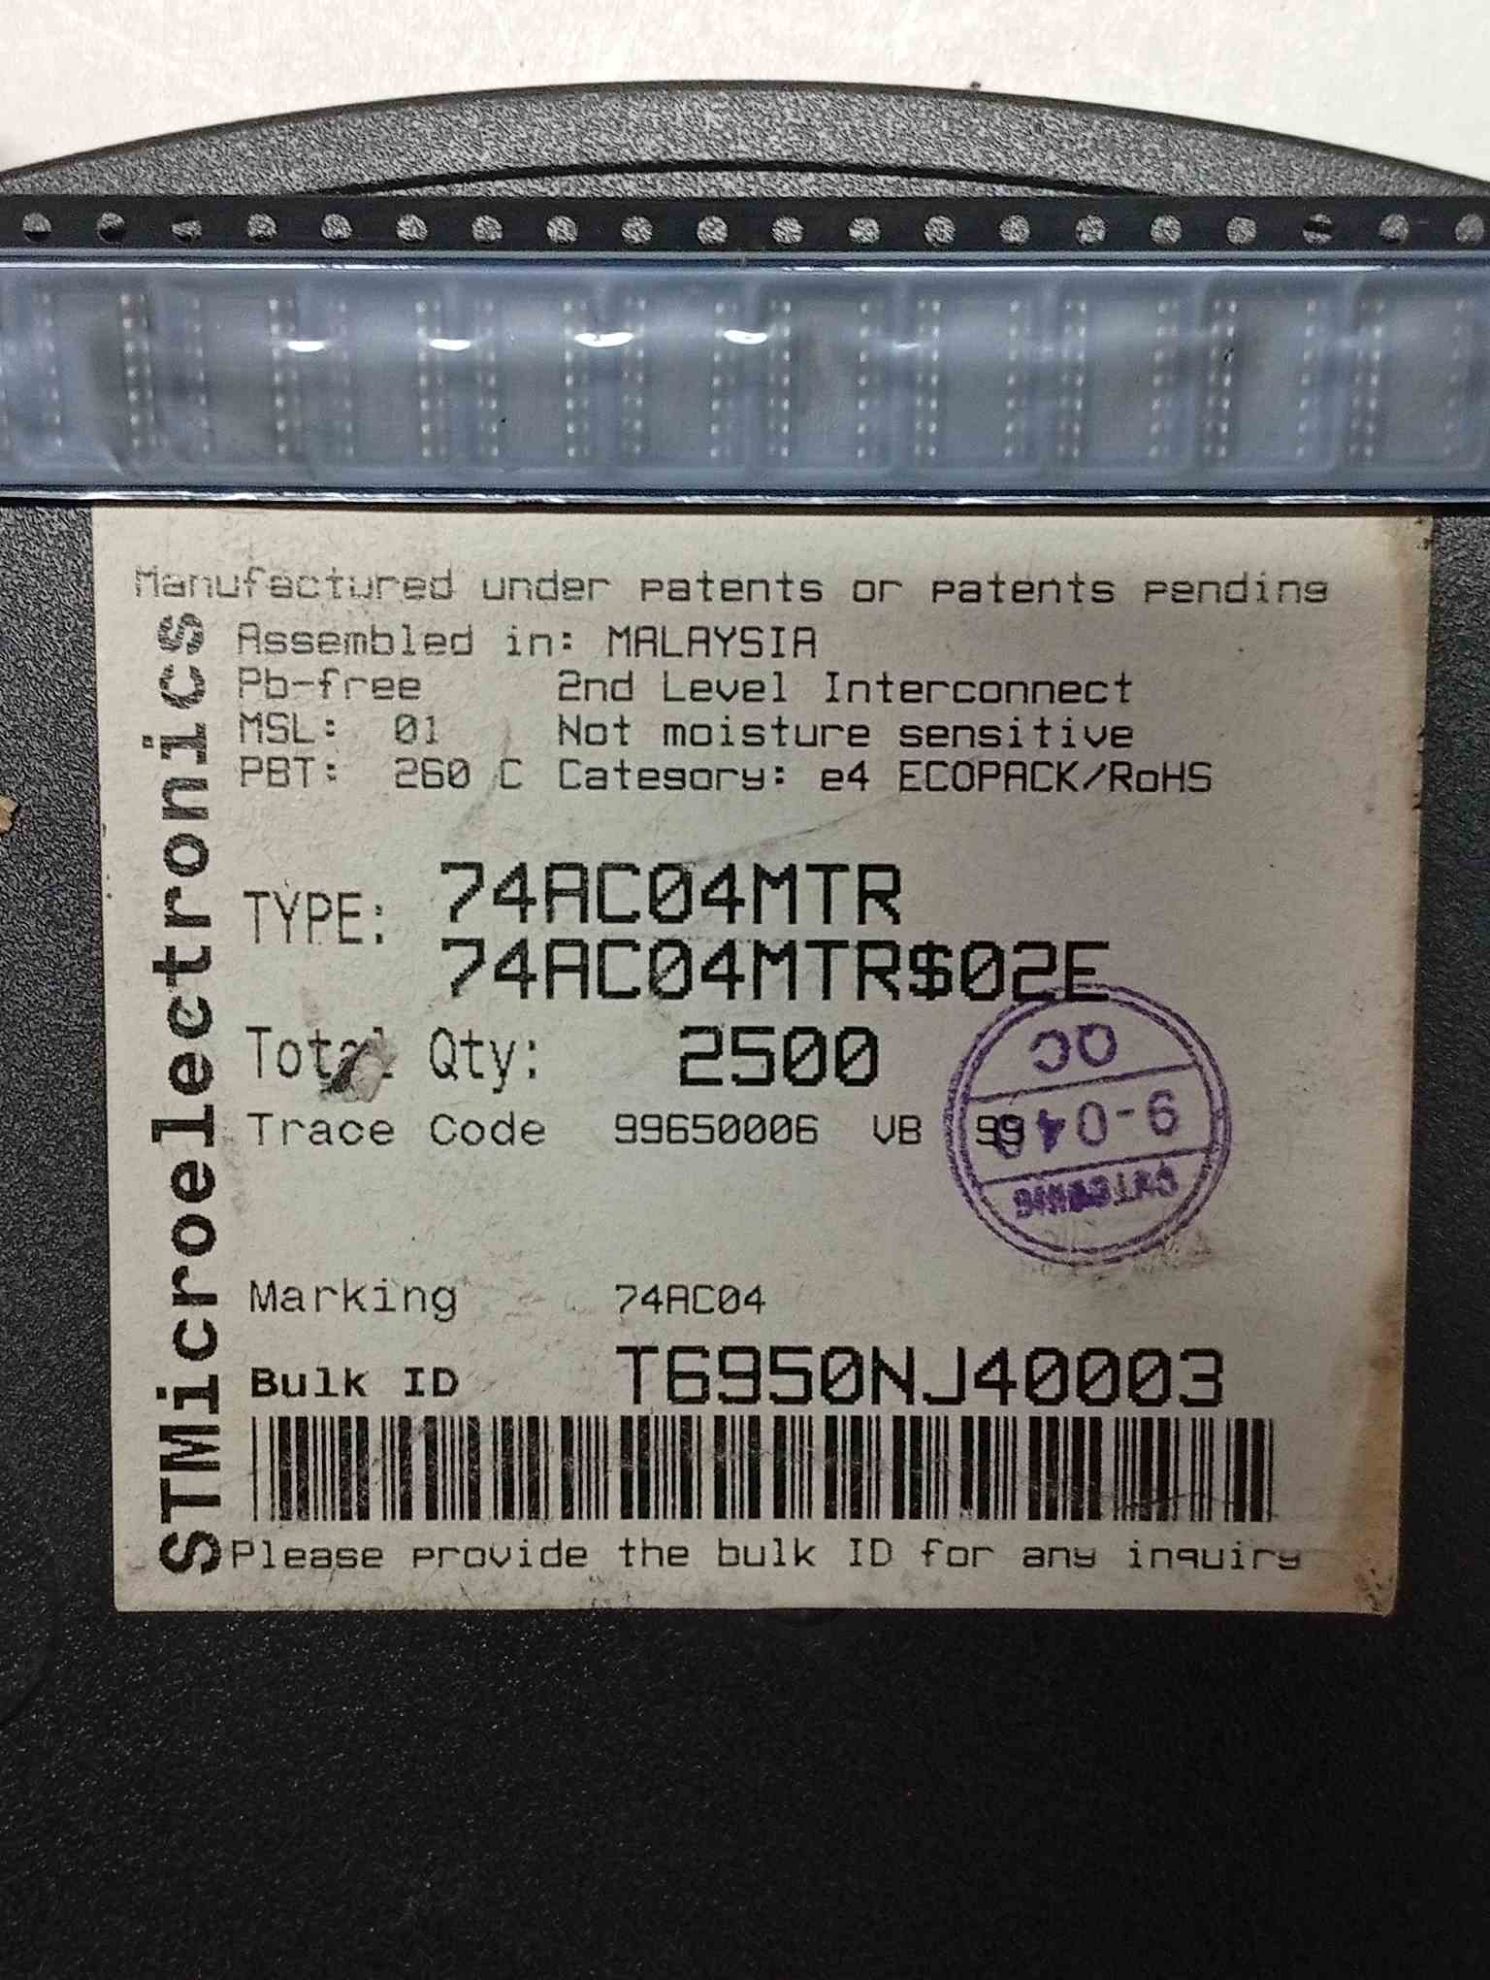 Manufactured under patents or patents pending
STMicroelectronics
Assembled in: MALAYSIA
Pb-free 2nd Level Interconnect
MSL: 01 Not moisture sensitive
PBT: 260 C Category: e4 ECOPACK/RoHS
TYPE: 74AC04MTR
74AC04MTR$02E
Total Qty: 2500
Trace Code 99650006 VB 99
QC
Marking 74AC04
Bulk ID T6950NJ40003
Please provide the bulk ID for any inquiry